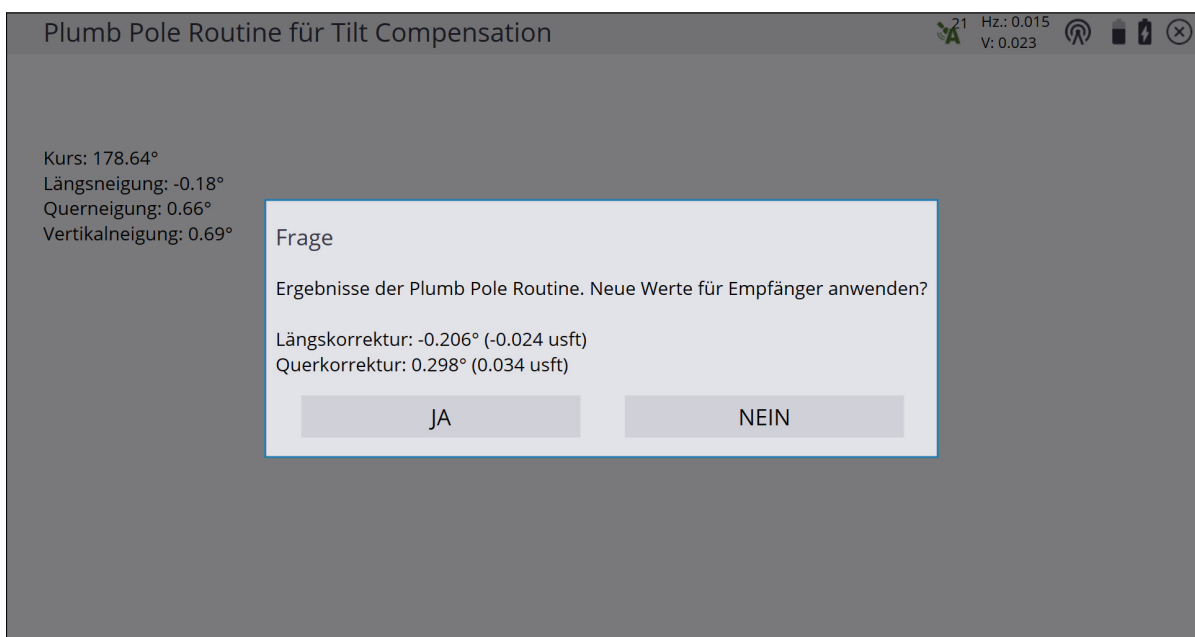 Plumb Pole Routine für Tilt Compensation
21
Hz.: 0.015
V: 0.023
Kurs: 178.64°
Längsneigung: -0.18°
Querneigung: 0.66°
Vertikalneigung: 0.69°
Frage
Ergebnisse der Plumb Pole Routine. Neue Werte für Empfänger anwenden?
Längskorrektur: -0.206° (-0.024 usft)
Querkorrektur: 0.298° (0.034 usft)
JA
NEIN